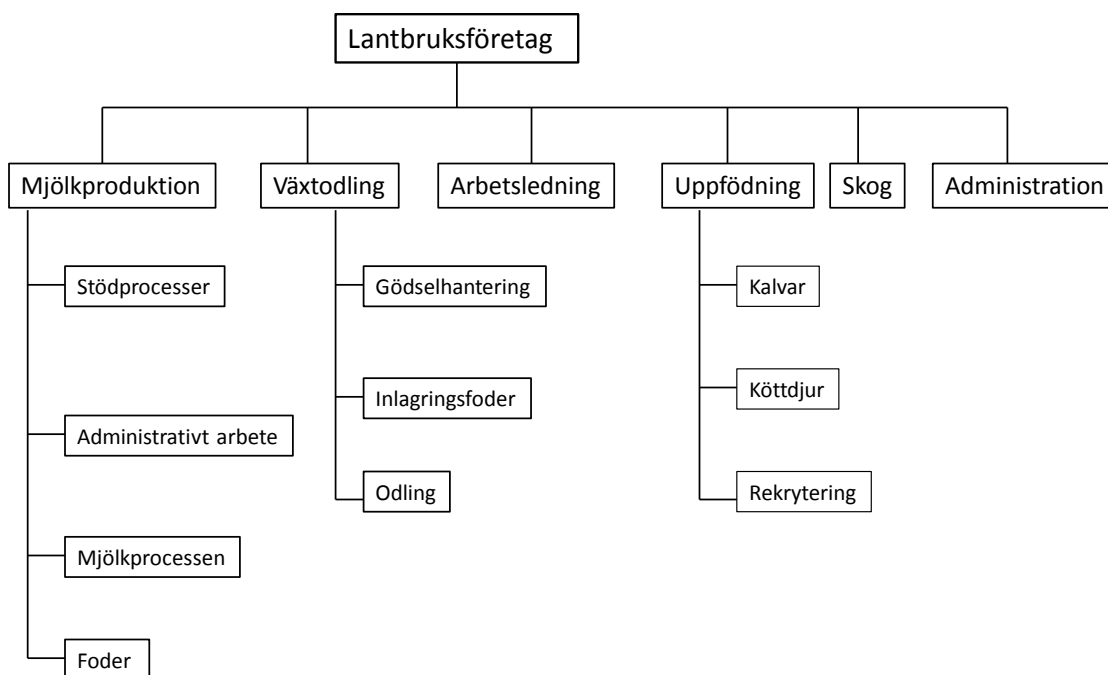 Lantbruksföretag
Mjölkproduktion
Växtodling
Arbetsledning
Uppfödning
Skog
Administration
Stödprocesser
Gödselhantering
Kalvar
Köttdjur
Inlagringsfoder
Administrativt arbete
Odling
Rekrytering
Mjölkprocessen
Foder